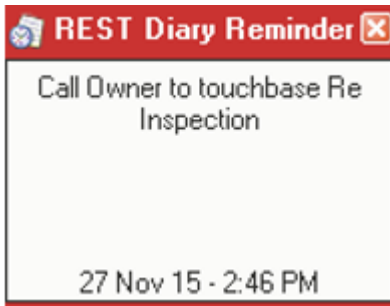 REST Diary Reminder
Call Owner to touchbase Re
Inspection
27 Nov 15 - 2:46 PM